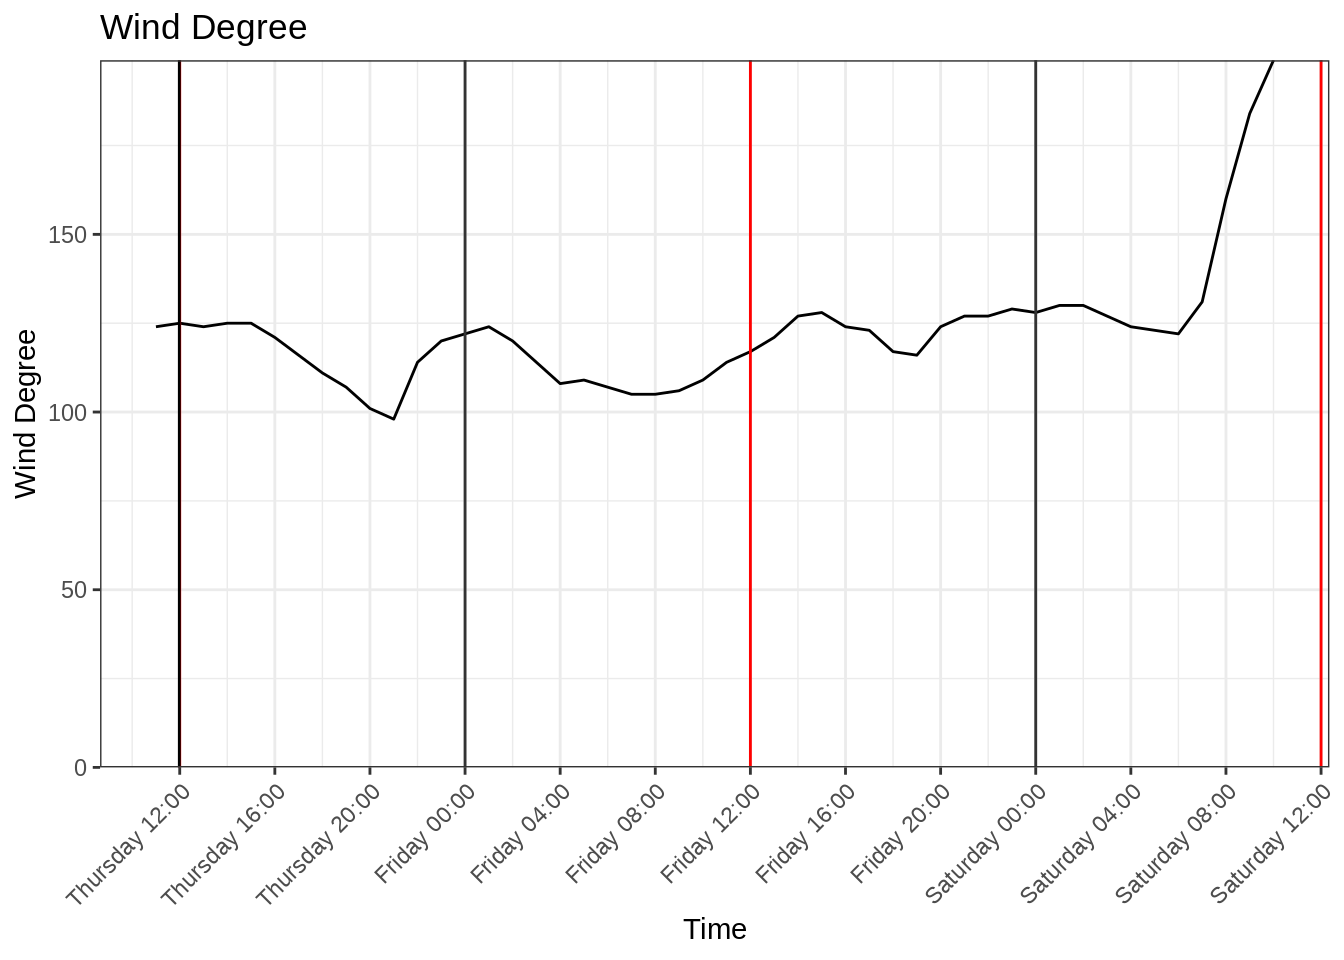 Wind Degree
Wind Degree
150
100
50
0
Thursday 12:00
Thursday 16:00
Thursday 20:00
Friday 00:00
Friday 04:00
Friday 08:00
Friday 12:00
Friday 16:00
Friday 20:00
Saturday 00:00
Saturday 04:00
Saturday 08:00
Saturday 12:00
Time